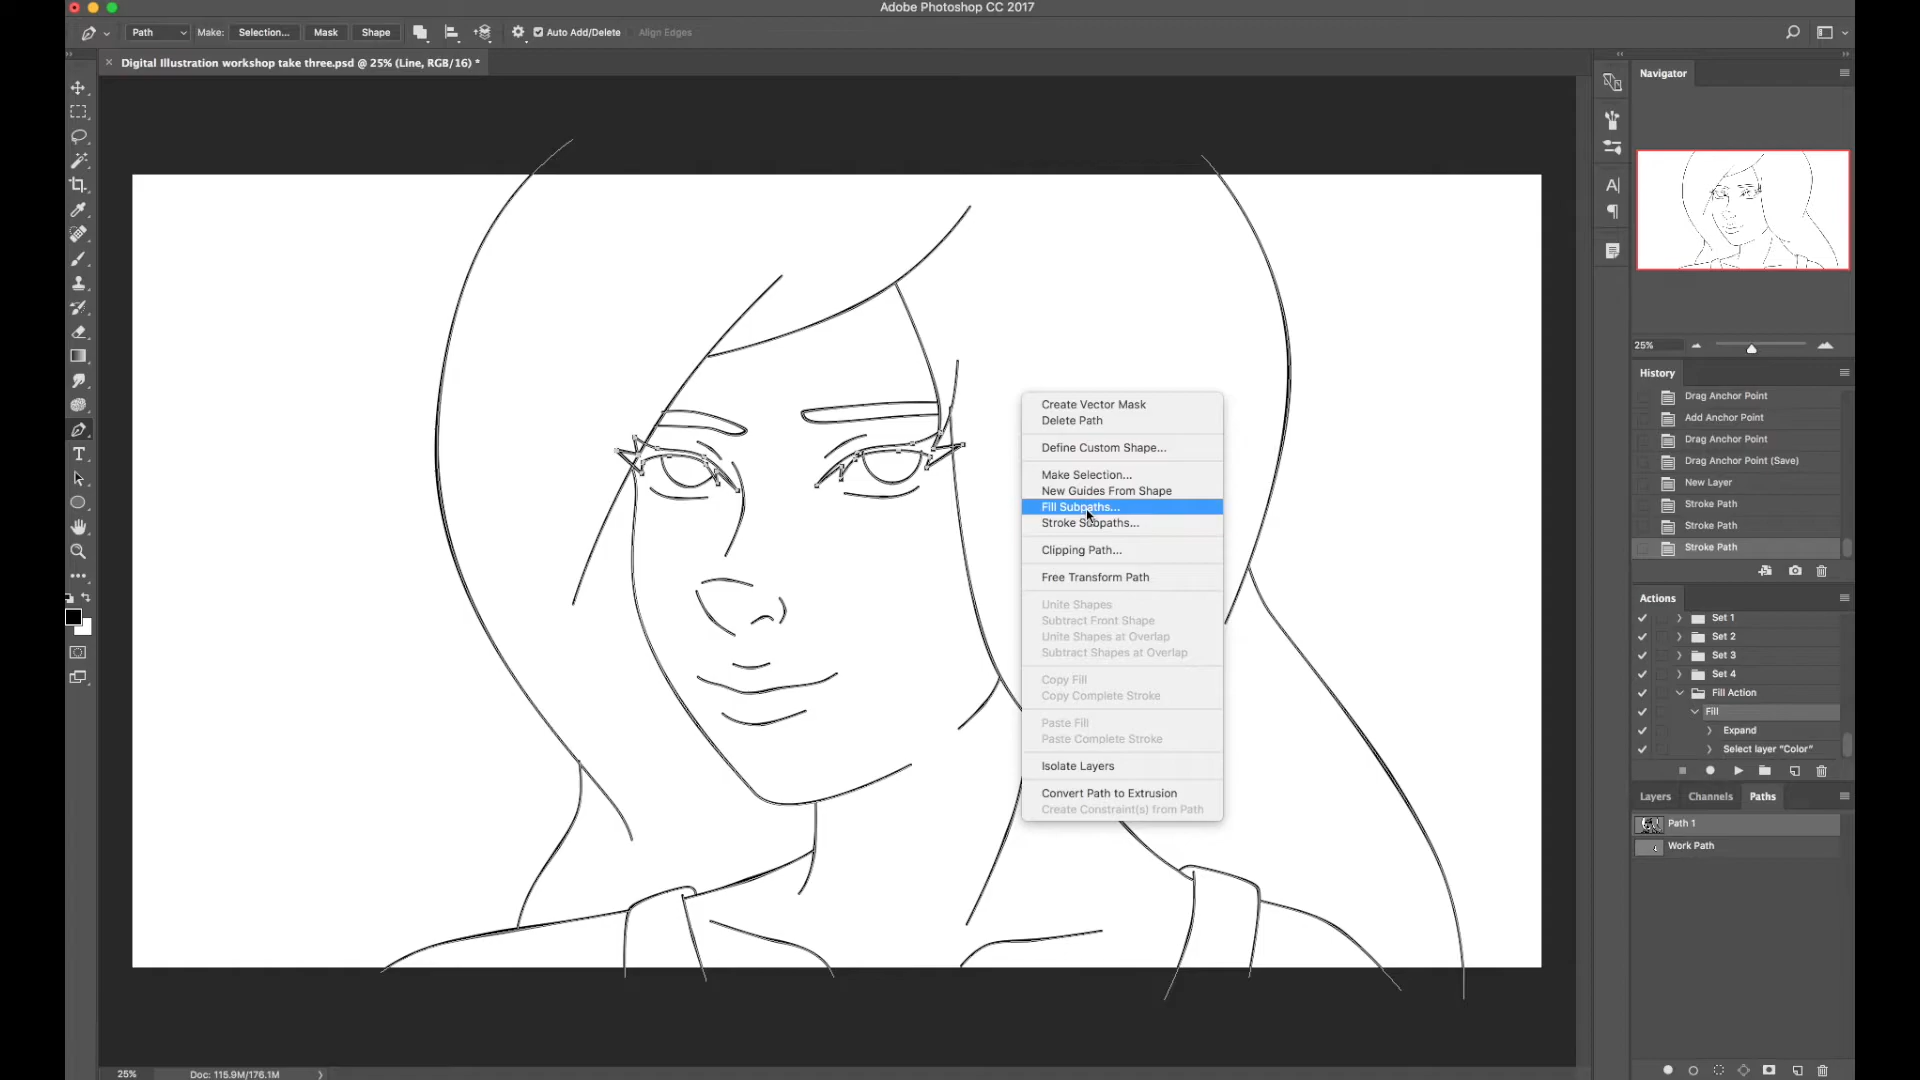 Adobe Photoshop CC 2017
Path
Make:
Selection...
Mask
Shape
Auto Add/Delete
Align Edges
Digital Illustration workshop take three.psd @ 25% (Line, RGB/16) *
Navigator
25%
History
Drag Anchor Point
Add Anchor Point
Drag Anchor Point
Drag Anchor Point (Save)
New Layer
Stroke Path
Stroke Path
Stroke Path
Actions
Set 1
Set 2
Set 3
Set 4
Fill Action
Fill
Expand
Select layer "Color"
Layers
Channels
Paths
Path 1
Work Path
Create Vector Mask
Delete Path
Define Custom Shape...
Make Selection...
New Guides From Shape
Fill Subpaths...
Stroke Subpaths...
Clipping Path...
Free Transform Path
Unite Shapes
Subtract Front Shape
Unite Shapes at Overlap
Subtract Shapes at Overlap
Copy Fill
Copy Complete Stroke
Paste Fill
Paste Complete Stroke
Isolate Layers
Convert Path to Extrusion
Create Constraint(s) from Path
25%
Doc: 115.9M/176.1M